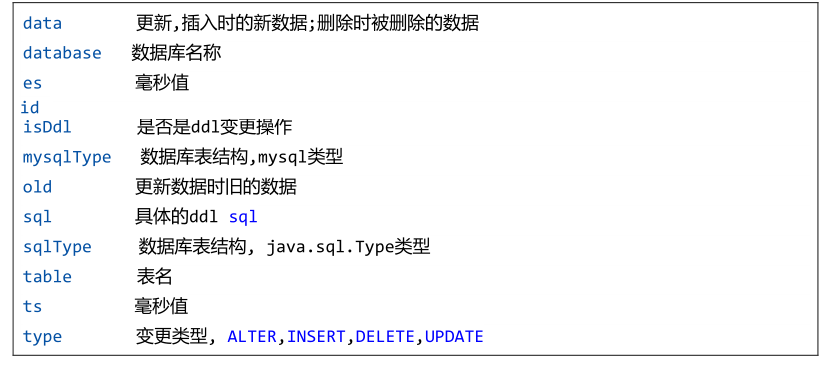 data 更新,插入时的新数据;删除时被删除的数据
database 数据库名称
es 毫秒值
id
isDdl 是否是ddl变更操作
mysqlType 数据库表结构,mysql类型
old 更新数据时旧的数据
sql 具体的ddl sql
sqlType 数据库表结构, java.sql.Type类型
table 表名
ts 毫秒值
type 变更类型, ALTER,INSERT,DELETE,UPDATE